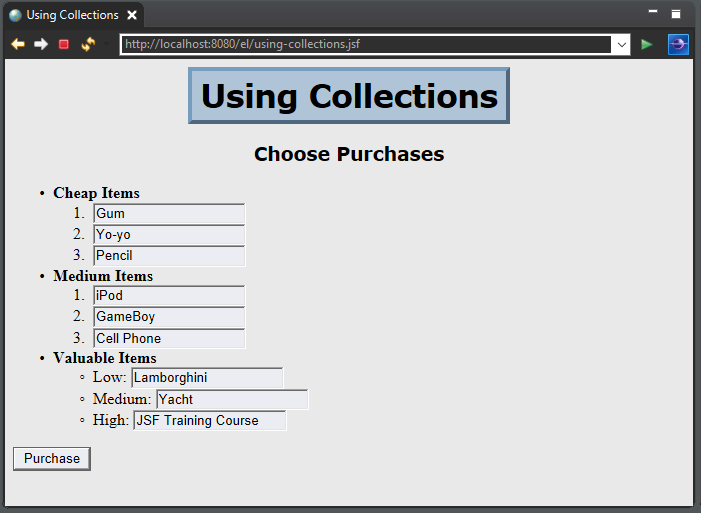 Using Collections
http://localhost:8080/el/using-collections.jsf
Using Collections
Choose Purchases
• Cheap Items
1. Gum
2. Yo-yo
3. Pencil
• Medium Items
1. iPod
2. GameBoy
3. Cell Phone
• Valuable Items
◦ Low: Lamborghini
◦ Medium: Yacht
◦ High: JSF Training Course
Purchase